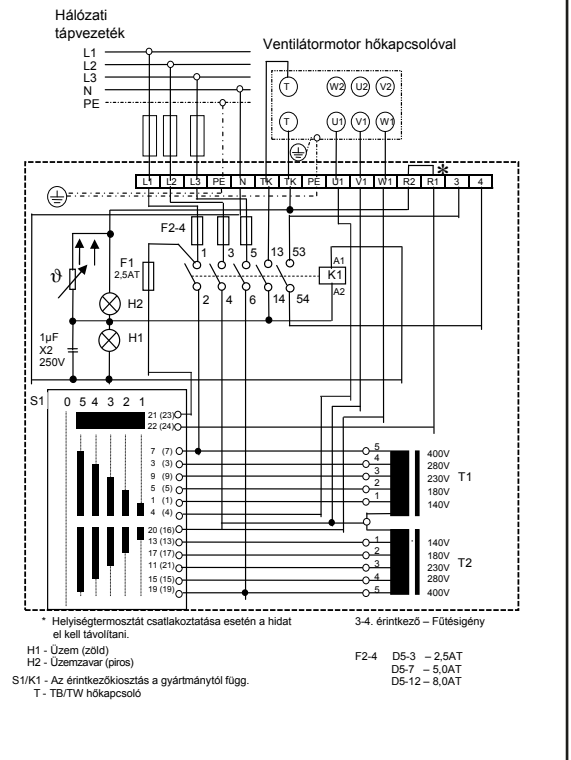 Hálózati
tápvezeték
Ventilátormotor hőkapcsolóval
L1
L2
L3
N
PE
T W2 U2 V2
T U1 V1 W1
L1 L2 L3 PE N TK TK PE U1 V1 W1 R2 R1 3 4
*
F2-4
1 3 5 13 53
F1
2,5AT
A1
K1
A2
ϑ
2 4 6 14 54
H2
H1
1µF
X2
250V
S1 0 5 4 3 2 1
21 (23)
22 (24)
7 (7)
3 (3)
9 (9)
5 (5)
1 (1)
4 (4)
20 (16)
13 (13)
17 (17)
11 (21)
15 (15)
19 (19)
5 400V
4 280V
3 230V T1
2 180V
1 140V
1 140V
2 180V
3 230V T2
4 280V
5 400V
* Helyiségtermosztát csatlakoztatása esetén a hidat
el kell távolítani.
3-4. érintkező – Fűtésigény
H1 - Üzem (zöld)
H2 - Üzemzavar (piros)
F2-4 D5-3 – 2,5AT
D5-7 – 5,0AT
D5-12 – 8,0AT
S1/K1 - Az érintkezőkiosztás a gyártmánytól függ.
T - TB/TW hőkapcsoló